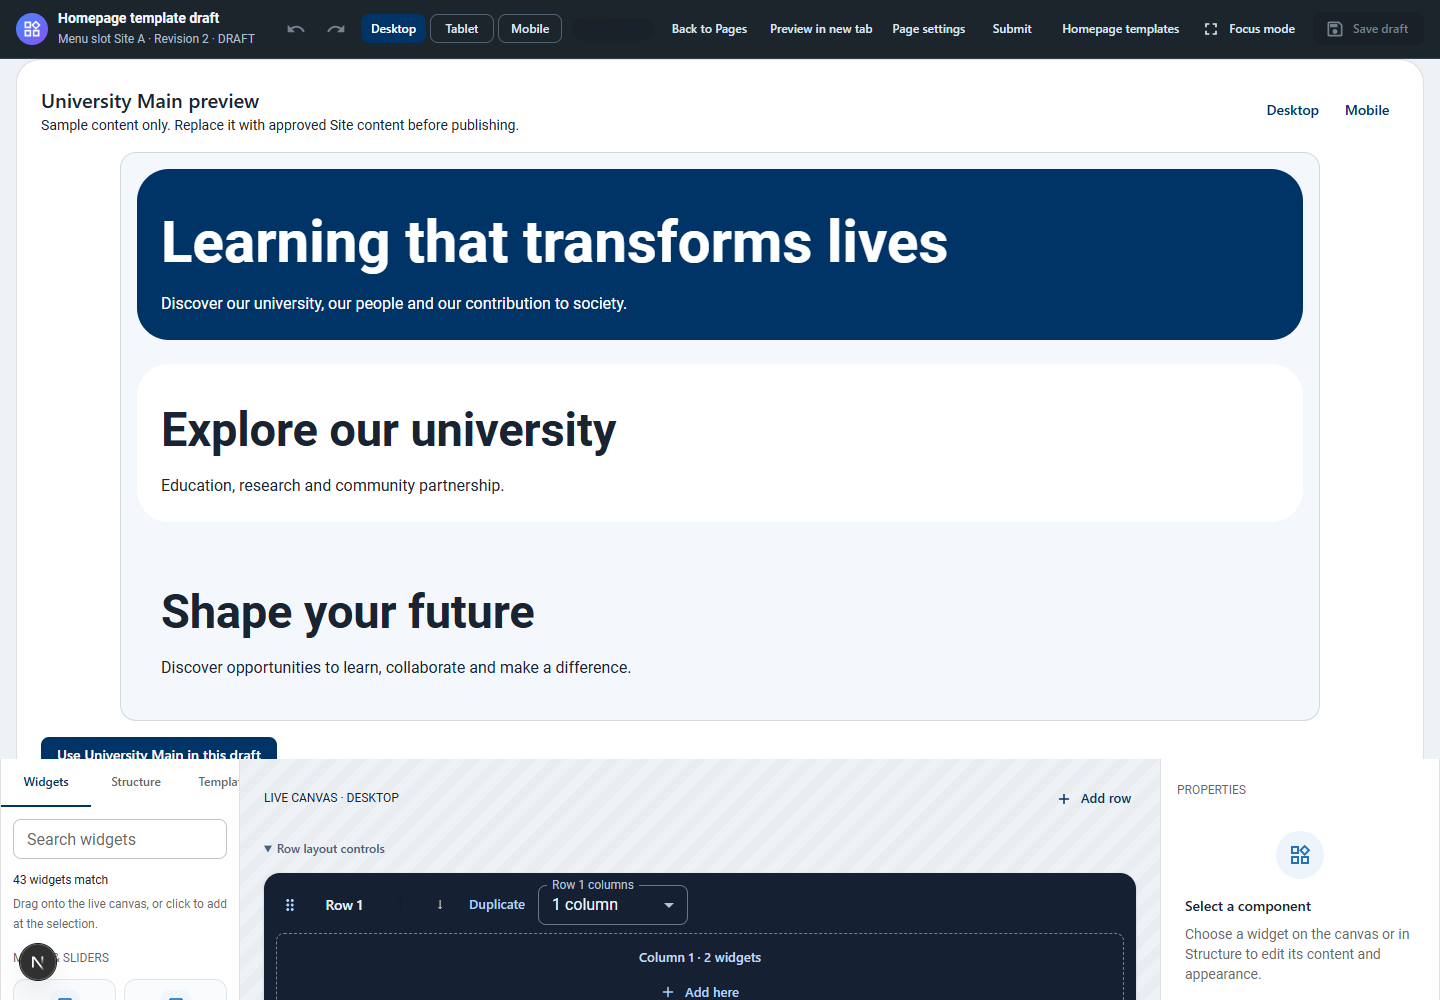 Homepage template draft
Menu slot Site A · Revision 2 · DRAFT
Desktop
Tablet
Mobile
Back to Pages
Preview in new tab
Page settings
Submit
Homepage templates
Focus mode
Save draft
University Main preview
Sample content only. Replace it with approved Site content before publishing.
Desktop
Mobile
Learning that transforms lives
Discover our university, our people and our contribution to society.
Explore our university
Education, research and community partnership.
Shape your future
Discover opportunities to learn, collaborate and make a difference.
Use University Main in this draft
Widgets
Structure
Templa
Search widgets
43 widgets match
Drag onto the live canvas, or click to add
at the selection.
& SLIDERS
N
LIVE CANVAS · DESKTOP
+ Add row
▼ Row layout controls
Row 1
↓
Duplicate
Row 1 columns
1 column
Column 1 · 2 widgets
+ Add here
PROPERTIES
Select a component
Choose a widget on the canvas or in
Structure to edit its content and
appearance.